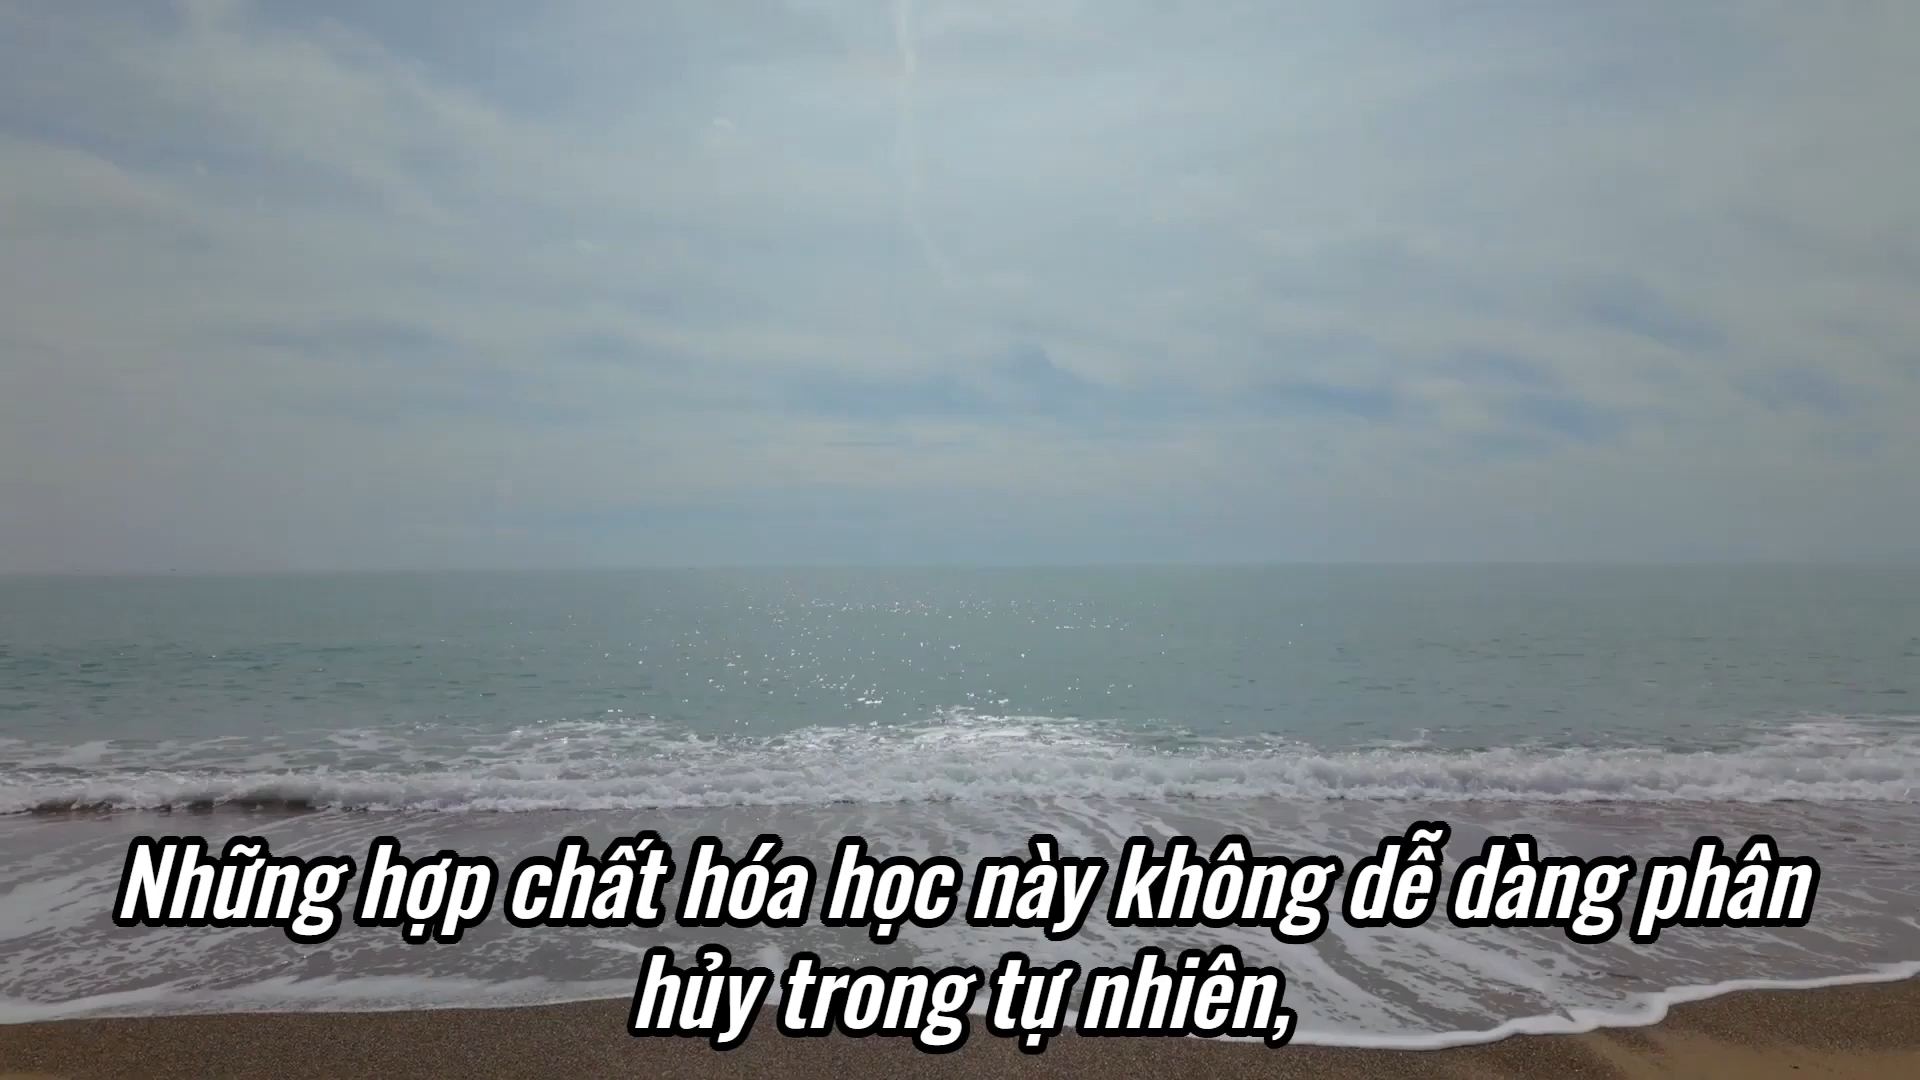 Những hợp chất hóa học này không dễ dàng phân
hủy trong tự nhiên,